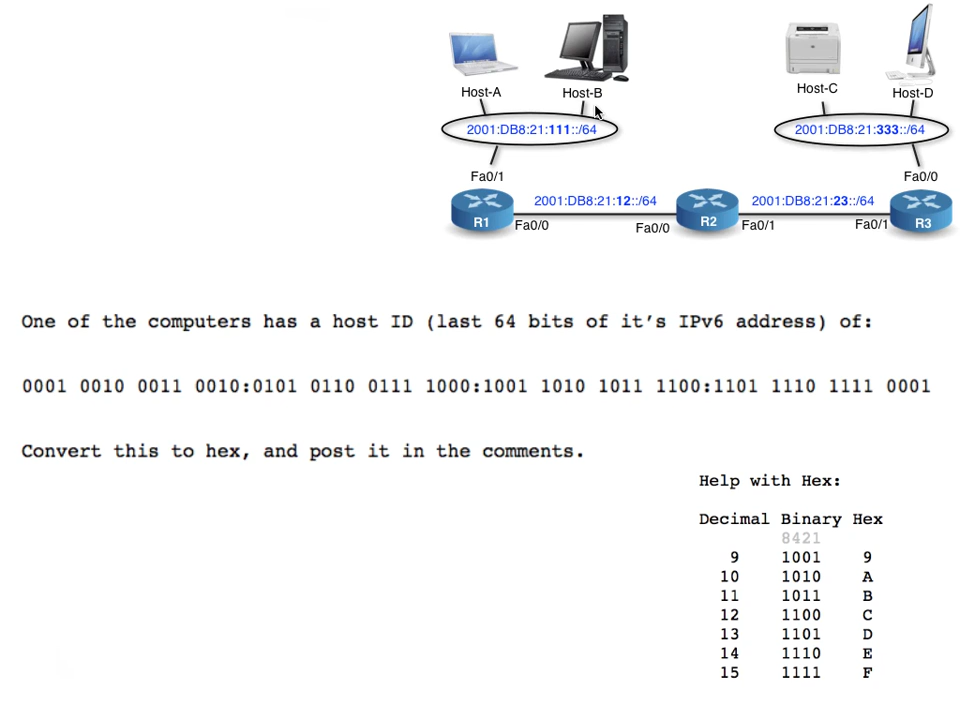 Host-A
Host-B
Host-C
Host-D
2001:DB8:21:111::/64
2001:DB8:21:333::/64
Fa0/1
Fa0/0
2001:DB8:21:12::/64
2001:DB8:21:23::/64
R1
R2
R3
Fa0/0
Fa0/0
Fa0/1
Fa0/1
One of the computers has a host ID (last 64 bits of it's IPv6 address) of:
0001 0010 0011 0010:0101 0110 0111 1000:1001 1010 1011 1100:1101 1110 1111 0001
Convert this to hex, and post it in the comments.
Help with Hex:
Decimal Binary Hex
8421
9 1001 9
10 1010 A
11 1011 B
12 1100 C
13 1101 D
14 1110 E
15 1111 F